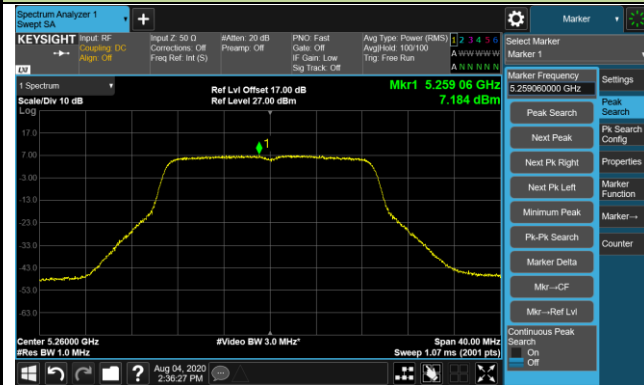 Spectrum Analyzer 1
Swept SA
Marker
KEYSIGHT
Input: RF
Coupling: DC
Align: Off
Input Z: 50 Ω
Corrections: Off
Freq Ref: Int (S)
#Atten: 20 dB
Preamp: Off
PNO: Fast
Gate: Off
IF Gain: Low
Sig Track: Off
Avg Type: Power (RMS)
Avg|Hold: 100/100
Trig: Free Run
1 2 3 4 5 6
A W W W W W
A N N N N N
LXI
Select Marker
Marker 1
1 Spectrum
Scale/Div 10 dB
Log
Ref Lvl Offset 17.00 dB
Ref Level 27.00 dBm
Mkr1 5.259 06 GHz
7.184 dBm
Marker Frequency
5.259060000 GHz
Peak Search
Next Peak
Next Pk Right
Next Pk Left
Minimum Peak
Pk-Pk Search
Marker Delta
Mkr→CF
Mkr→Ref Lvl
Continuous Peak
Search
On
Off
Settings
Peak
Search
Pk Search
Config
Properties
Marker
Function
Marker→
Counter
17.0
7.00
-3.00
-13.0
-23.0
-33.0
-43.0
-53.0
-63.0
1
Center 5.26000 GHz
#Res BW 1.0 MHz
#Video BW 3.0 MHz*
Span 40.00 MHz
Sweep 1.07 ms (2001 pts)
Aug 04, 2020
2:36:27 PM